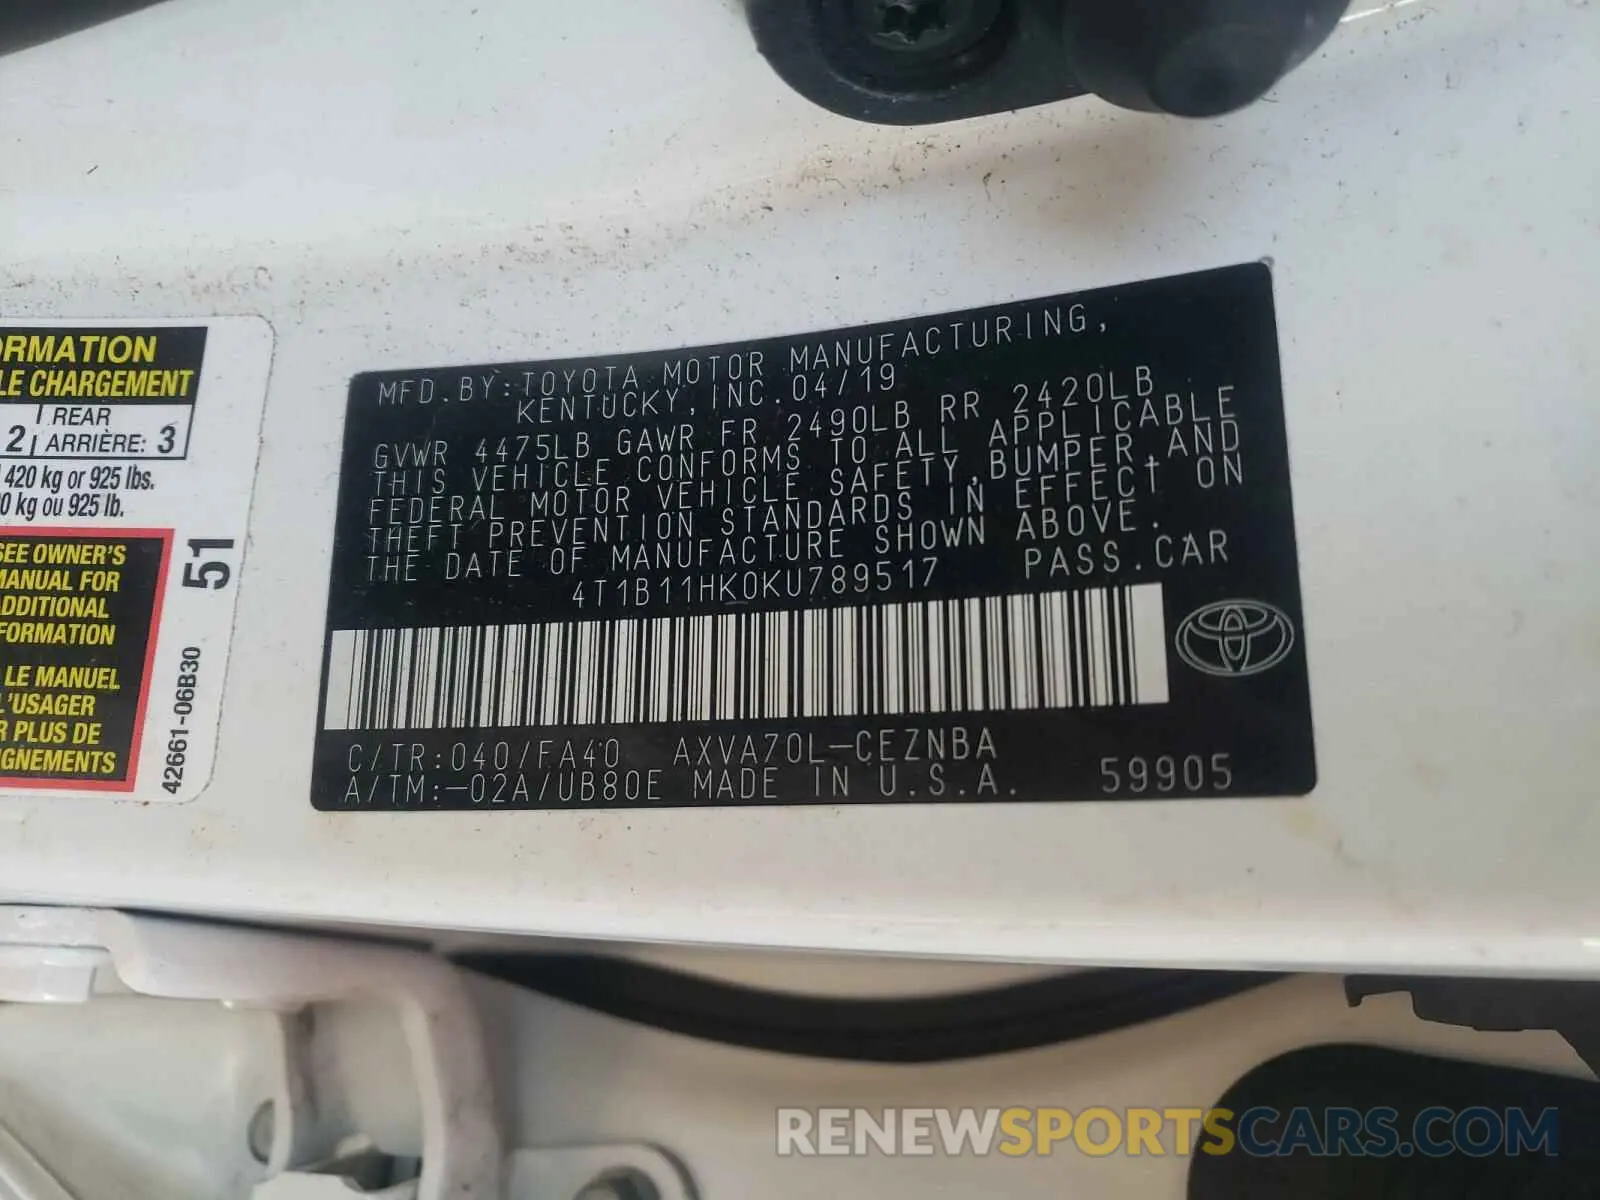 ORMATION
LE CHARGEMENT
REAR
2 ARRIÈRE: 3
420 kg or 925 lbs.
0 kg ou 925 lb.
SEE OWNER'S
MANUAL FOR
ADDITIONAL
FORMATION
LE MANUEL
L'USAGER
R PLUS DE
IGNEMENTS
51
42661-06B30
MFD.BY:TOYOTA MOTOR MANUFACTURING,
KENTUCKY,INC.04/19
GVWR 4475LB GAWR FR 2490LB RR 2420LB
THIS VEHICLE CONFORMS TO ALL APPLICABLE
FEDERAL MOTOR VEHICLE SAFETY,BUMPER,AND
THEFT PREVENTION STANDARDS IN EFFECT ON
THE DATE OF MANUFACTURE SHOWN ABOVE.
4T1B11HK0KU789517 PASS.CAR
C/TR:040/FA40 AXVA70L-CEZNBA
A/TM:-02A/UB80E MADE IN U.S.A. 59905
RENEWSPORTSCARS.COM